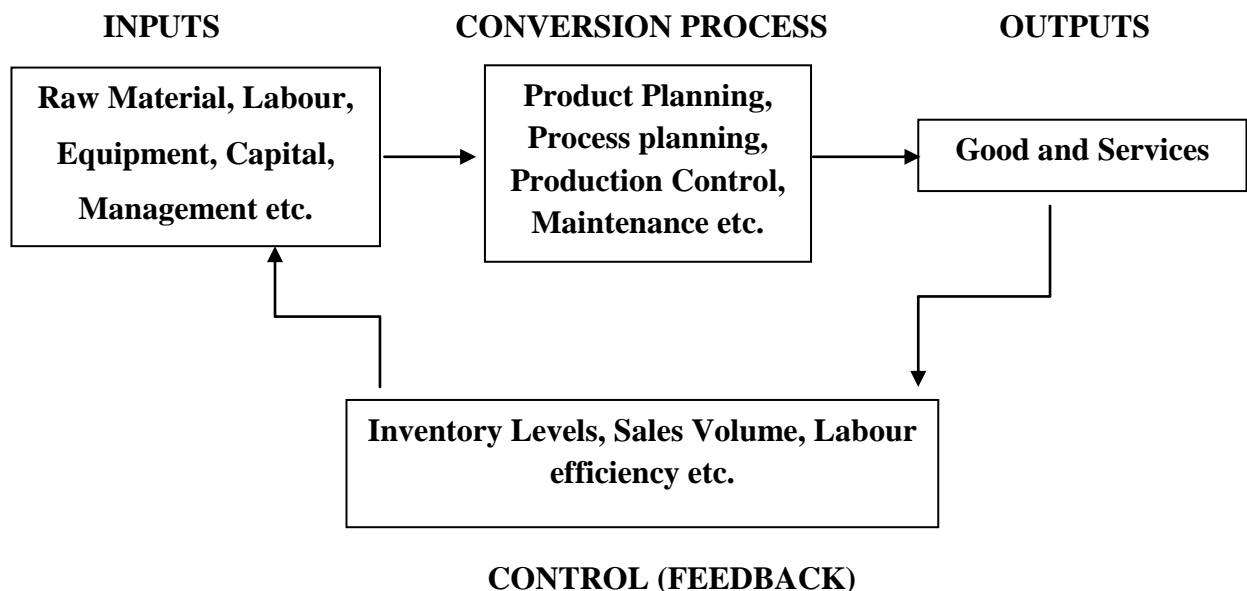 INPUTS
CONVERSION PROCESS
OUTPUTS
Raw Material, Labour,
Equipment, Capital,
Management etc.
Product Planning,
Process planning,
Production Control,
Maintenance etc.
Good and Services
Inventory Levels, Sales Volume, Labour
efficiency etc.
CONTROL (FEEDBACK)